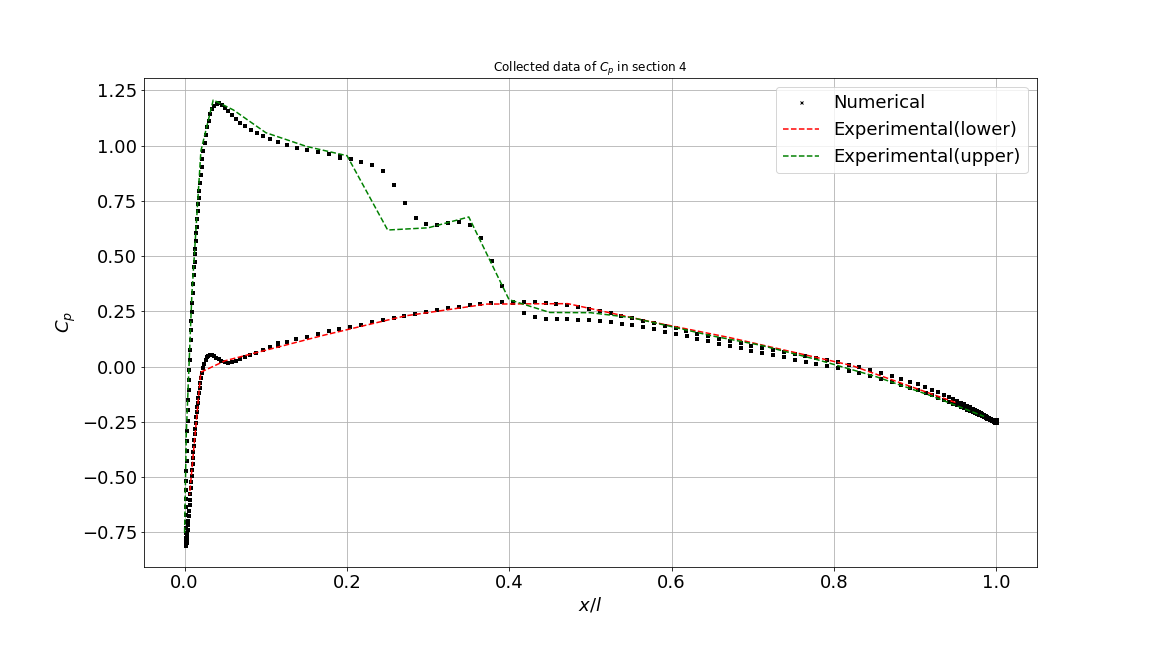 Collected data of Cp in section 4
1.25
1.00
0.75
0.50
0.25
0.00
−0.25
−0.50
−0.75
Cp
Numerical
Experimental(lower)
Experimental(upper)
0.0 0.2 0.4 0.6 0.8 1.0
x/l